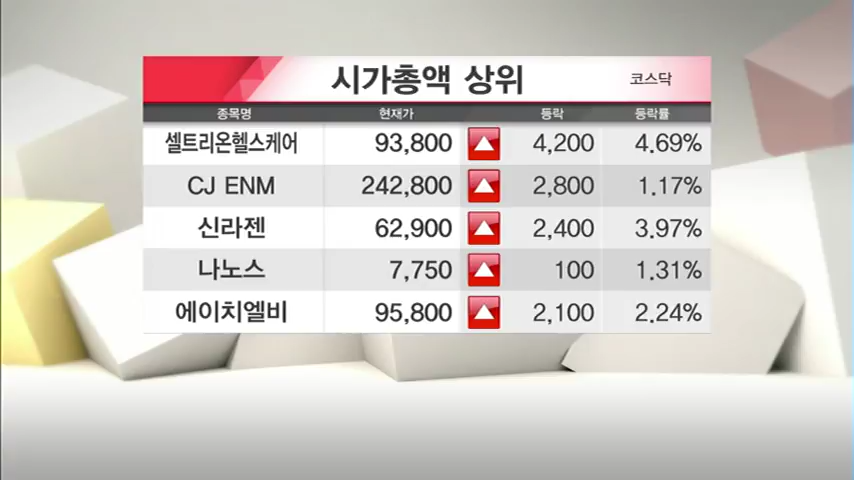 시가총액 상위 코스닥
종목명 현재가 등락 등락률
셀트리온헬스케어 93,800 4,200 4.69%
CJ ENM 242,800 2,800 1.17%
신라젠 62,900 2,400 3.97%
나노스 7,750 100 1.31%
에이치엘비 95,800 2,100 2.24%